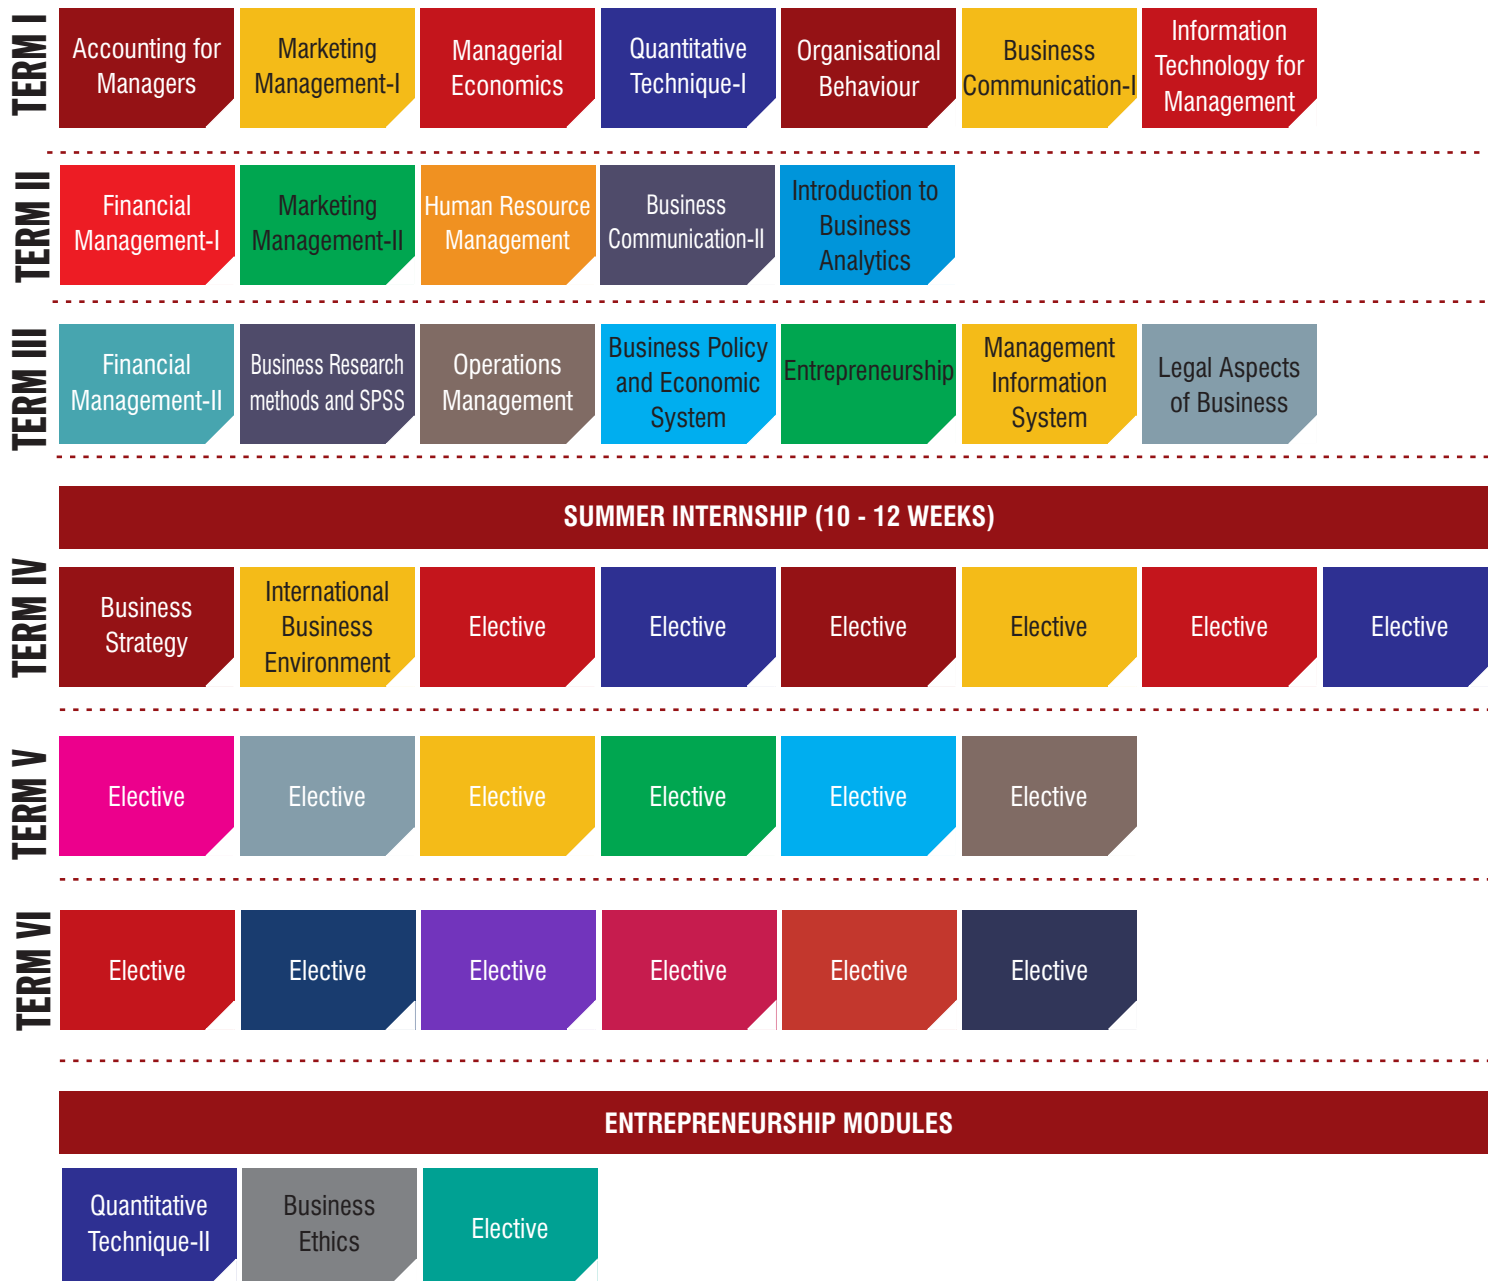 TERM I
Accounting for
Managers
Marketing
Management-I
Managerial
Economics
Quantitative
Technique-I
Organisational
Behaviour
Business
Communication-I
Information
Technology for
Management
TERM II
Financial
Management-I
Marketing
Management-II
Human Resource
Management
Business
Communication-II
Introduction to
Business
Analytics
TERM III
Financial
Management-II
Business Research
methods and SPSS
Operations
Management
Business Policy
and Economic
System
Entrepreneurship
Management
Information
System
Legal Aspects
of Business
SUMMER INTERNSHIP (10 - 12 WEEKS)
TERM IV
Business
Strategy
International
Business
Environment
Elective
Elective
Elective
Elective
Elective
Elective
TERM V
Elective
Elective
Elective
Elective
Elective
Elective
TERM VI
Elective
Elective
Elective
Elective
Elective
Elective
ENTREPRENEURSHIP MODULES
Quantitative
Technique-II
Business
Ethics
Elective